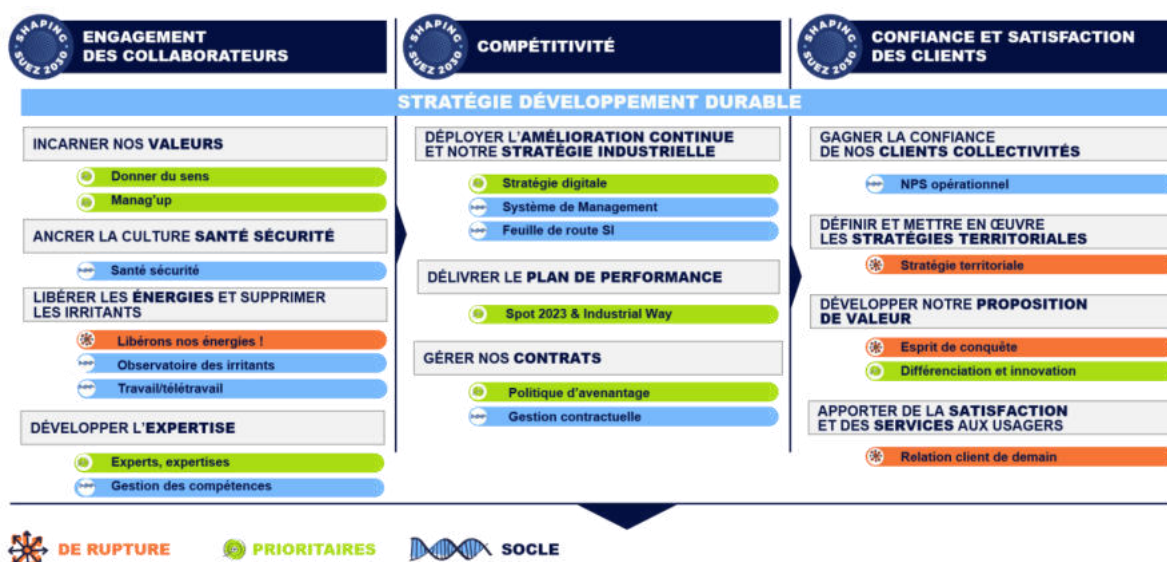 SHAPING SUEZ 2030
ENGAGEMENT
DES COLLABORATEURS
SHAPING SUEZ 2030
COMPÉTITIVITÉ
SHAPING SUEZ 2030
CONFIANCE ET SATISFACTION
DES CLIENTS
STRATÉGIE DÉVELOPPEMENT DURABLE
INCARNER NOS VALEURS
Donner du sens
Manag'up
ANCRER LA CULTURE SANTÉ SÉCURITÉ
Santé sécurité
LIBÉRER LES ÉNERGIES ET SUPPRIMER
LES IRRITANTS
Libérons nos énergies !
Observatoire des irritants
Travail/télétravail
DÉVELOPPER L'EXPERTISE
Experts, expertises
Gestion des compétences
DÉPLOYER L'AMÉLIORATION CONTINUE
ET NOTRE STRATÉGIE INDUSTRIELLE
Stratégie digitale
Système de Management
Feuille de route SI
DÉLIVRER LE PLAN DE PERFORMANCE
Spot 2023 & Industrial Way
GÉRER NOS CONTRATS
Politique d'avenantage
Gestion contractuelle
GAGNER LA CONFIANCE
DE NOS CLIENTS COLLECTIVITÉS
NPS opérationnel
DÉFINIR ET METTRE EN ŒUVRE
LES STRATÉGIES TERRITORIALES
Stratégie territoriale
DÉVELOPPER NOTRE PROPOSITION
DE VALEUR
Esprit de conquête
Différenciation et innovation
APPORTER DE LA SATISFACTION
ET DES SERVICES AUX USAGERS
Relation client de demain
DE RUPTURE
PRIORITAIRES
SOCLE